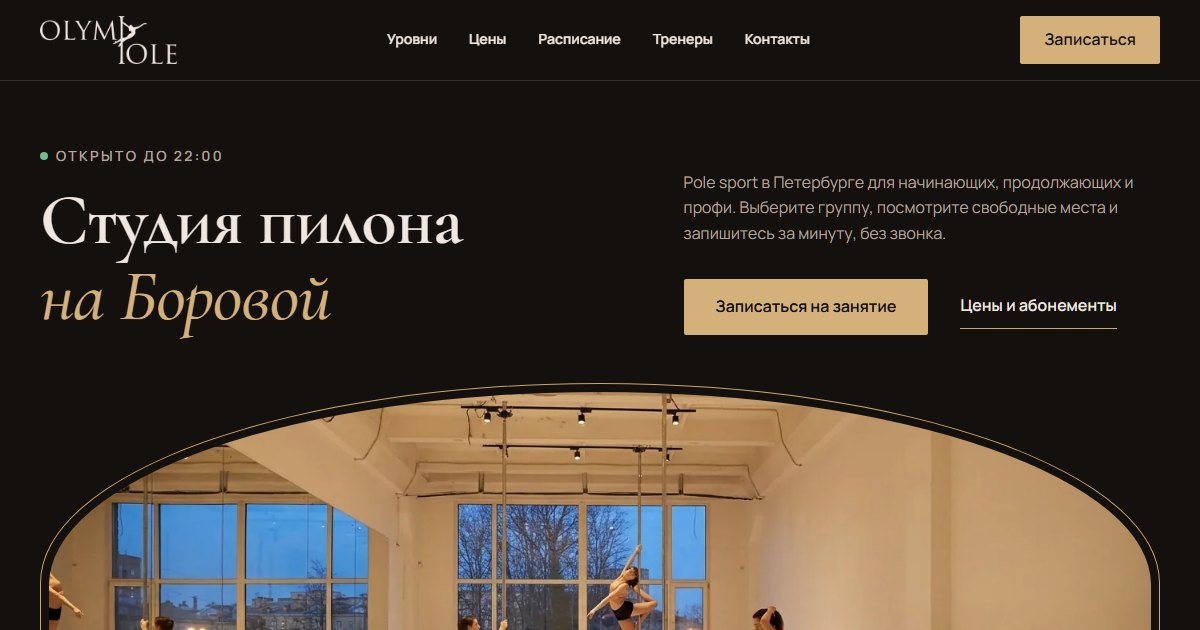 OLYMP
POLE
Уровни Цены Расписание Тренеры Контакты
Записаться
ОТКРЫТО ДО 22:00
Студия пилона
на Боровой
Pole sport в Петербурге для начинающих, продолжающих и
профи. Выберите группу, посмотрите свободные места и
запишитесь за минуту, без звонка.
Записаться на занятие
Цены и абонементы